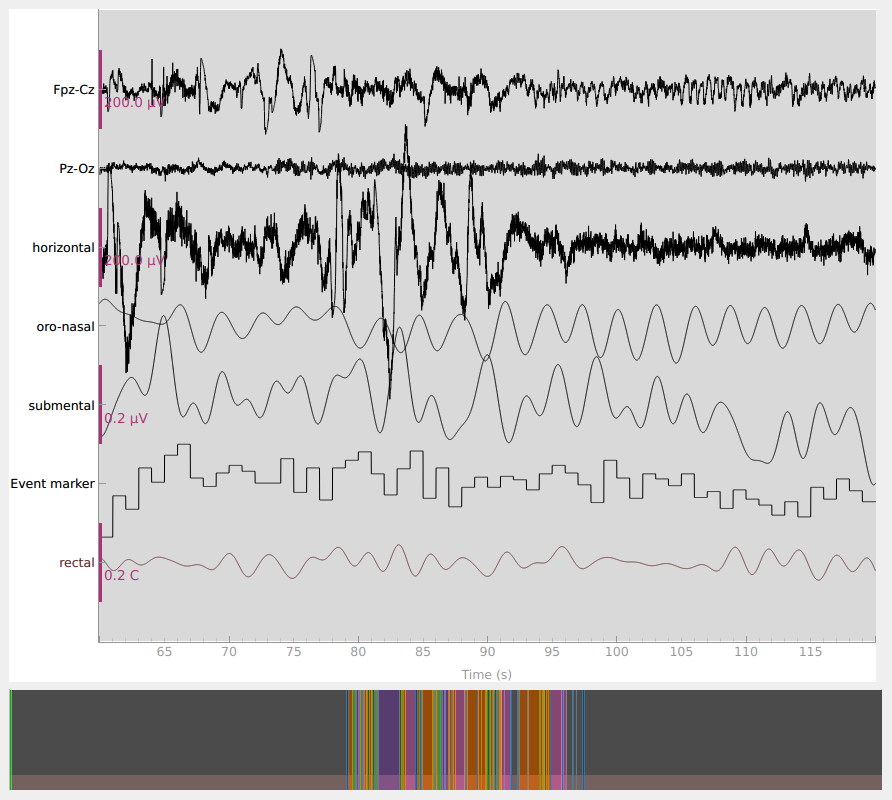 Fpz-Cz
200.0 µV
Pz-Oz
horizontal
200.0 µV
oro-nasal
submental
0.2 µV
Event marker
rectal
0.2 C
65 70 75 80 85 90 95 100 105 110 115
Time (s)